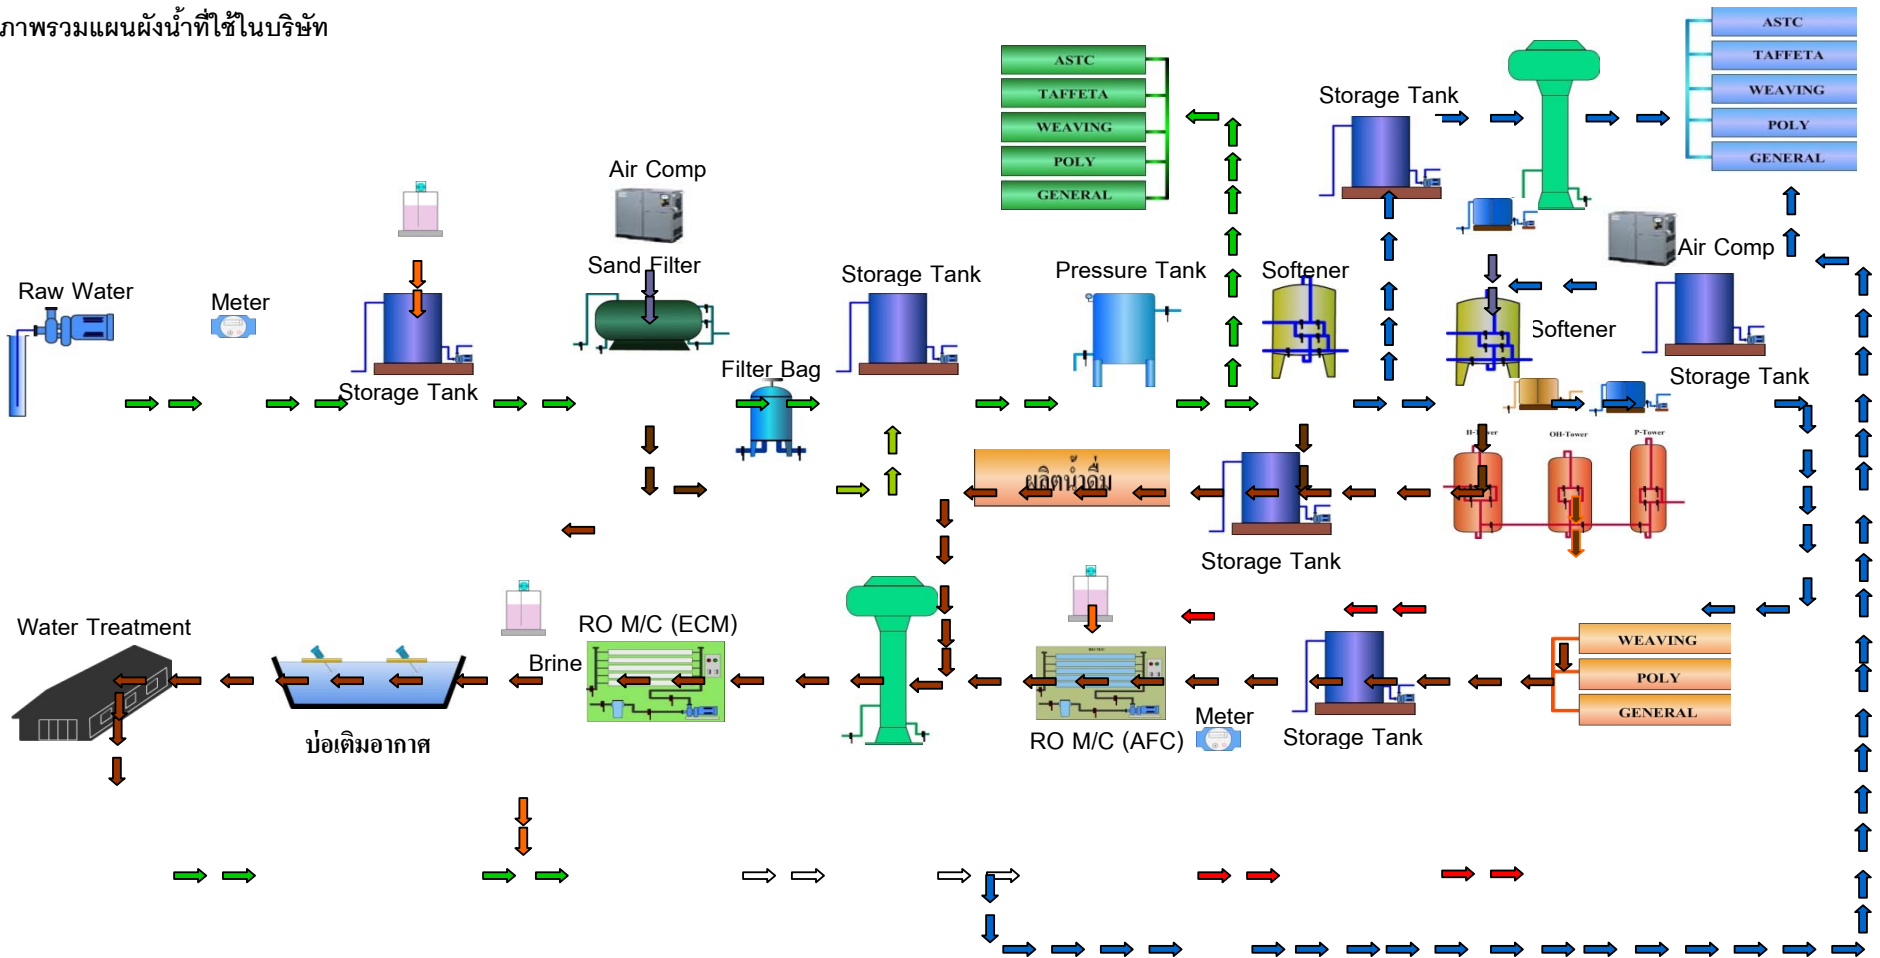 ภาพรวมแผนผังน้ำที่ใช้ในบริษัท
ASTC
TAFFETA
WEAVING
POLY
GENERAL
Storage Tank
ASTC
TAFFETA
WEAVING
POLY
GENERAL
Air Comp
Raw Water
Meter
Storage Tank
Sand Filter
Filter Bag
Storage Tank
Pressure Tank
Softener
Softener
Air Comp
Storage Tank
H-Tower
OH-Tower
P-Tower
ผลิตน้ำดื่ม
Storage Tank
Water Treatment
บ่อเติมอากาศ
Brine
RO M/C (ECM)
RO M/C (AFC)
Meter
Storage Tank
WEAVING
POLY
GENERAL